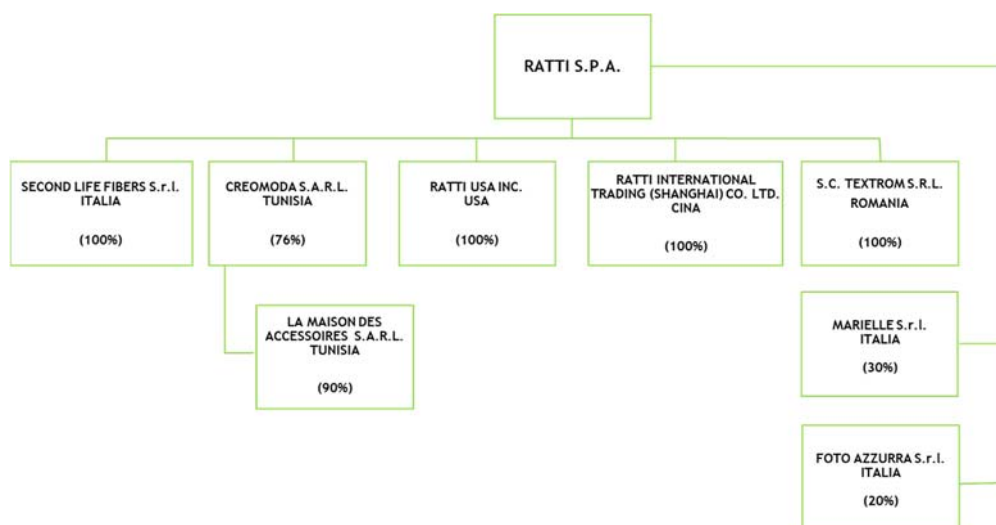 RATTI S.P.A.
SECOND LIFE FIBERS S.r.l.
ITALIA
(100%)
CREOMODA S.A.R.L.
TUNISIA
(76%)
RATTI USA INC.
USA
(100%)
RATTI INTERNATIONAL
TRADING (SHANGHAI) CO. LTD.
CINA
(100%)
S.C. TEXTROM S.R.L.
ROMANIA
(100%)
LA MAISON DES
ACCESSOIRES S.A.R.L.
TUNISIA
(90%)
MARIELLE S.r.l.
ITALIA
(30%)
FOTO AZZURRA S.r.l.
ITALIA
(20%)